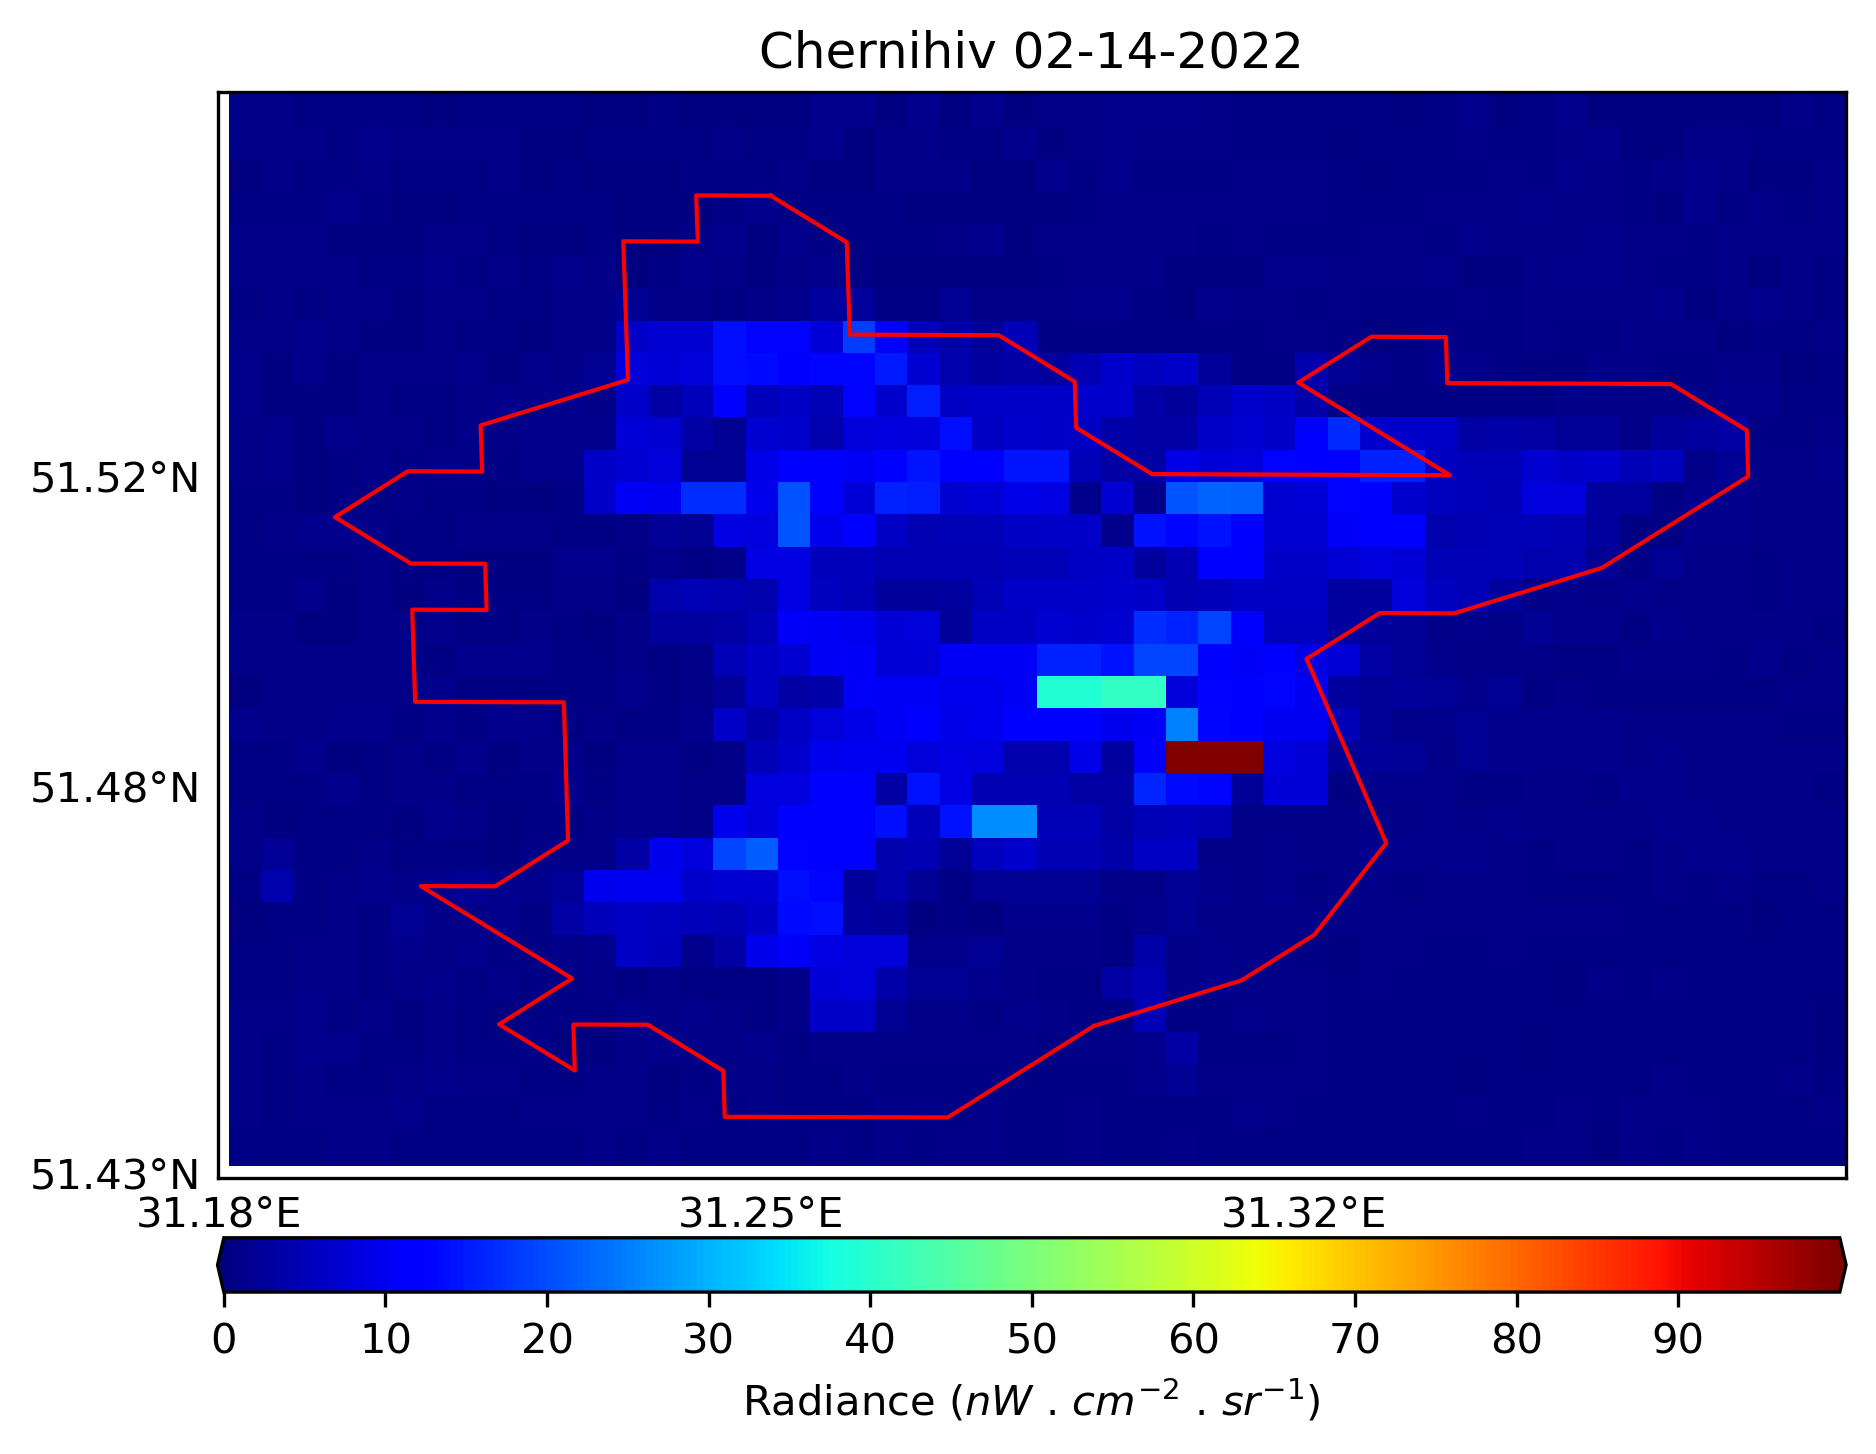 Chernihiv 02-14-2022
51.52°N
51.48°N
51.43°N
31.18°E 31.25°E 31.32°E
0 10 20 30 40 50 60 70 80 90
Radiance (nW . cm⁻² . sr⁻¹)